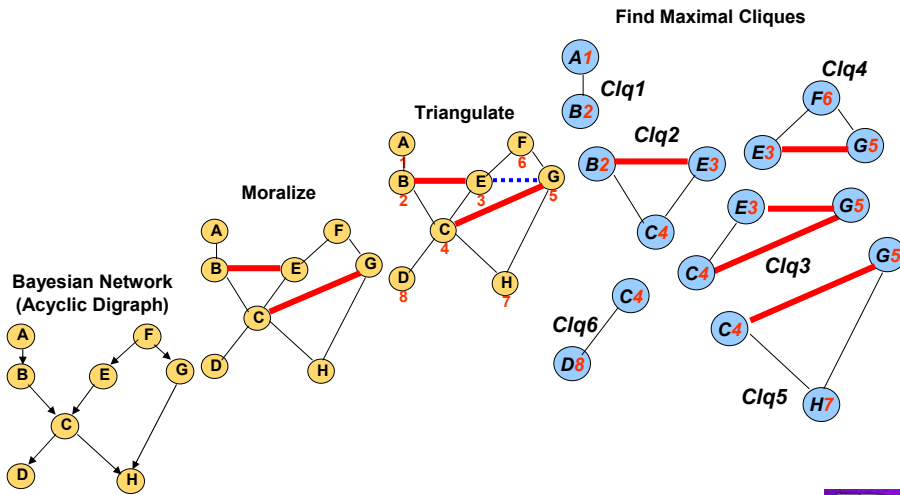 Find Maximal Cliques
A1
B2
Clq1
Clq4
F6
E3
G5
Clq2
B2
E3
C4
E3
G5
C4
Clq3
G5
C4
H7
Clq5
C4
Clq6
D8
Triangulate
A
1
B
2
E
3
F
6
G
5
C
4
D
8
H
7
Moralize
A
B
E
F
G
C
D
H
Bayesian Network
(Acyclic Digraph)
A
F
B
E
G
C
D
H